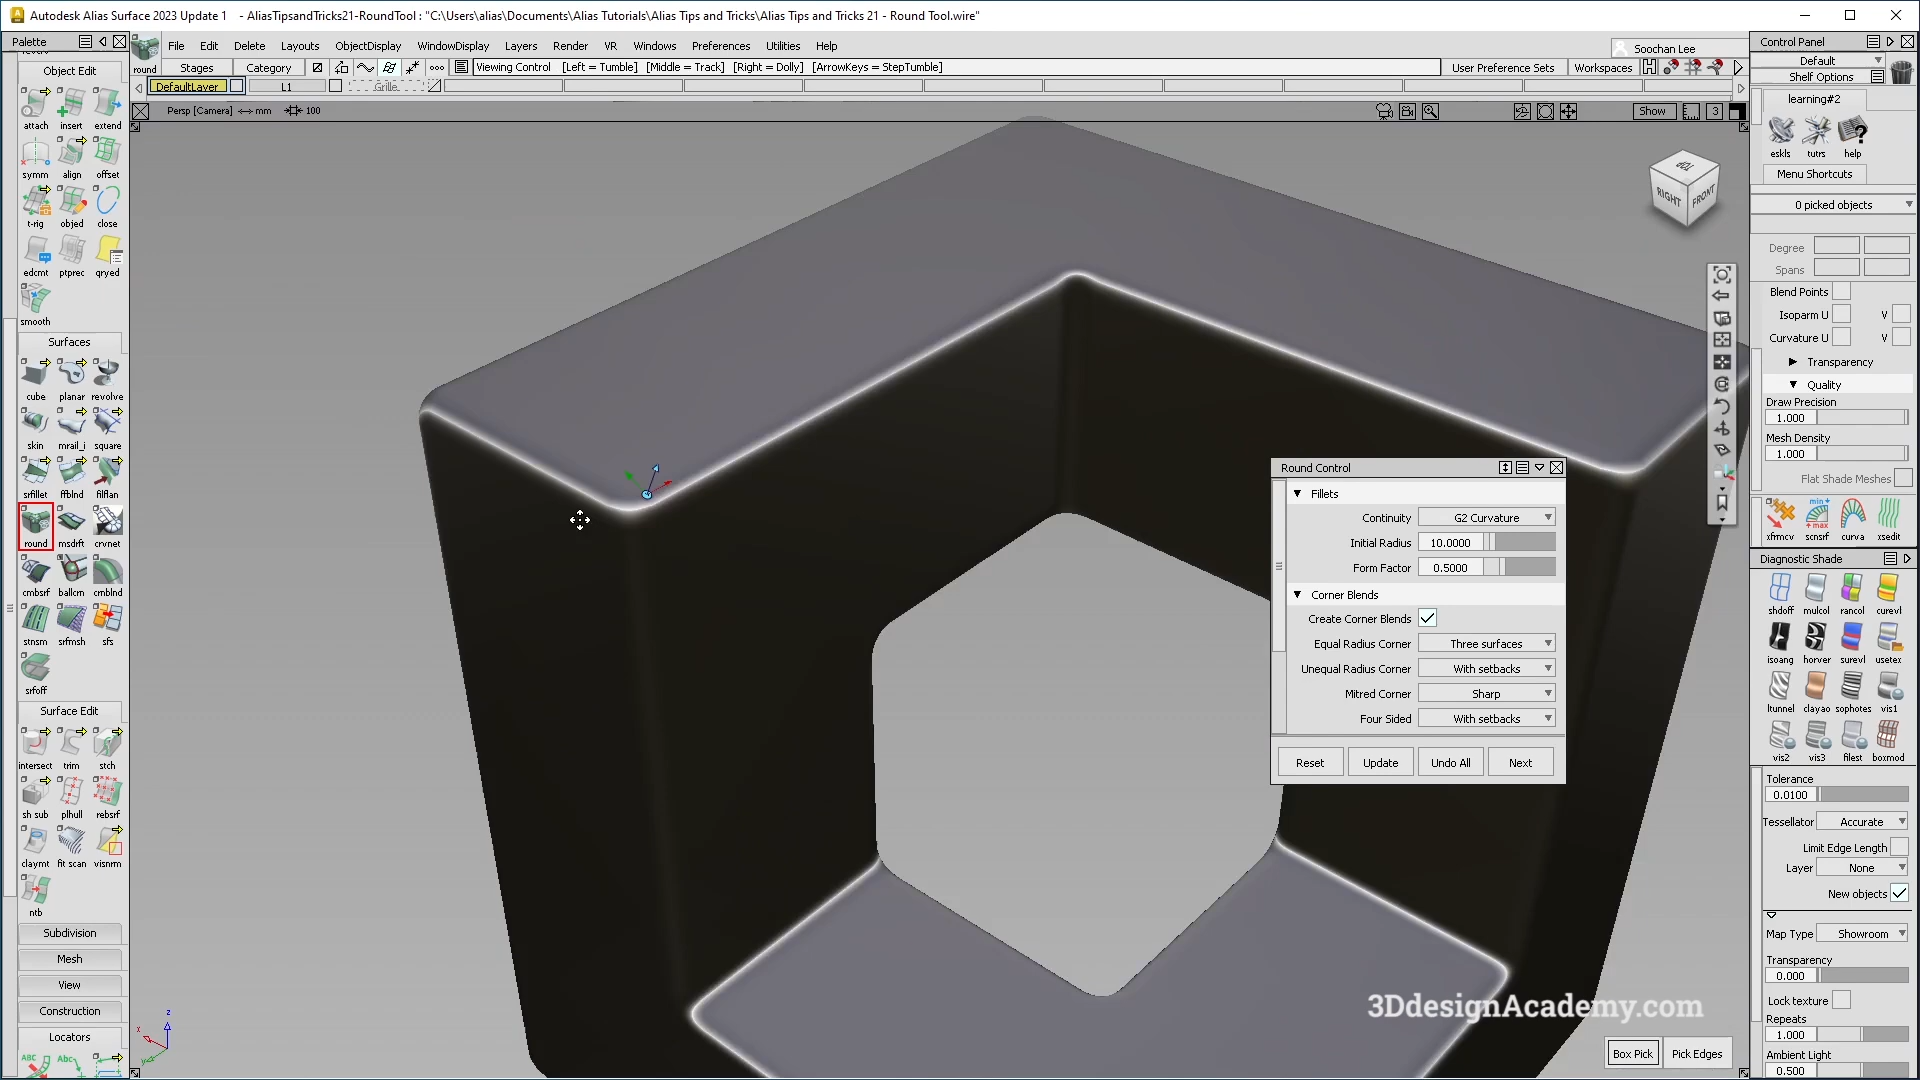 Autodesk Alias Surface 2023 Update 1 - AliasTipsandTricks21-RoundTool : "C:\Users\alias\Documents\Alias Tutorials\Alias Tips and Tricks\Alias Tips and Tricks 21 - Round Tool.wire"
Palette
Object Edit
attach insert extend
symm align offset
t-rig objed close
edcmt ptprec qryed
smooth
Surfaces
cube planar revolve
skin mrail_i square
srfillet ffblnd filflan
round msdrft crvnet
cmbsrf ballcrn cmblnd
stnsm srfmsh sfs
srfoff
Surface Edit
intersect trim stch
sh sub plhull rebsrf
claymt fit scan visnrm
ntb
Subdivision
Mesh
View
Construction
Locators
ABC Abc
round
File Edit Delete Layouts ObjectDisplay WindowDisplay Layers Render VR Windows Preferences Utilities Help
Soochan Lee
Stages Category
Viewing Control [Left = Tumble] [Middle = Track] [Right = Dolly] [ArrowKeys = StepTumble]
User Preference Sets Workspaces
DefaultLayer L1 Grille
Persp [Camera] mm 100
Show 3
TOP
RIGHT FRONT
Round Control
Fillets
Continuity G2 Curvature
Initial Radius 10.0000
Form Factor 0.5000
Corner Blends
Create Corner Blends
Equal Radius Corner Three surfaces
Unequal Radius Corner With setbacks
Mitred Corner Sharp
Four Sided With setbacks
Reset Update Undo All Next
3DdesignAcademy.com
Box Pick Pick Edges
z
x
y
Control Panel
Default
Shelf Options
learning#2
eskls tutrs help
Menu Shortcuts
0 picked objects
Degree
Spans
Blend Points
Isoparm U V
Curvature U V
Transparency
Quality
Draw Precision
1.000
Mesh Density
1.000
Flat Shade Meshes
min+
+max
xfrmcv scnsrf curva xsedit
Diagnostic Shade
shdoff mulcol rancol curevl
isoang horver surevl usetex
ltunnel clayao sophotes vis1
vis2 vis3 filest boxmod
Tolerance
0.0100
Tessellator Accurate
Limit Edge Length
Layer None
New objects
Map Type Showroom
Transparency
0.000
Lock texture
Repeats
1.000
Ambient Light
0.500